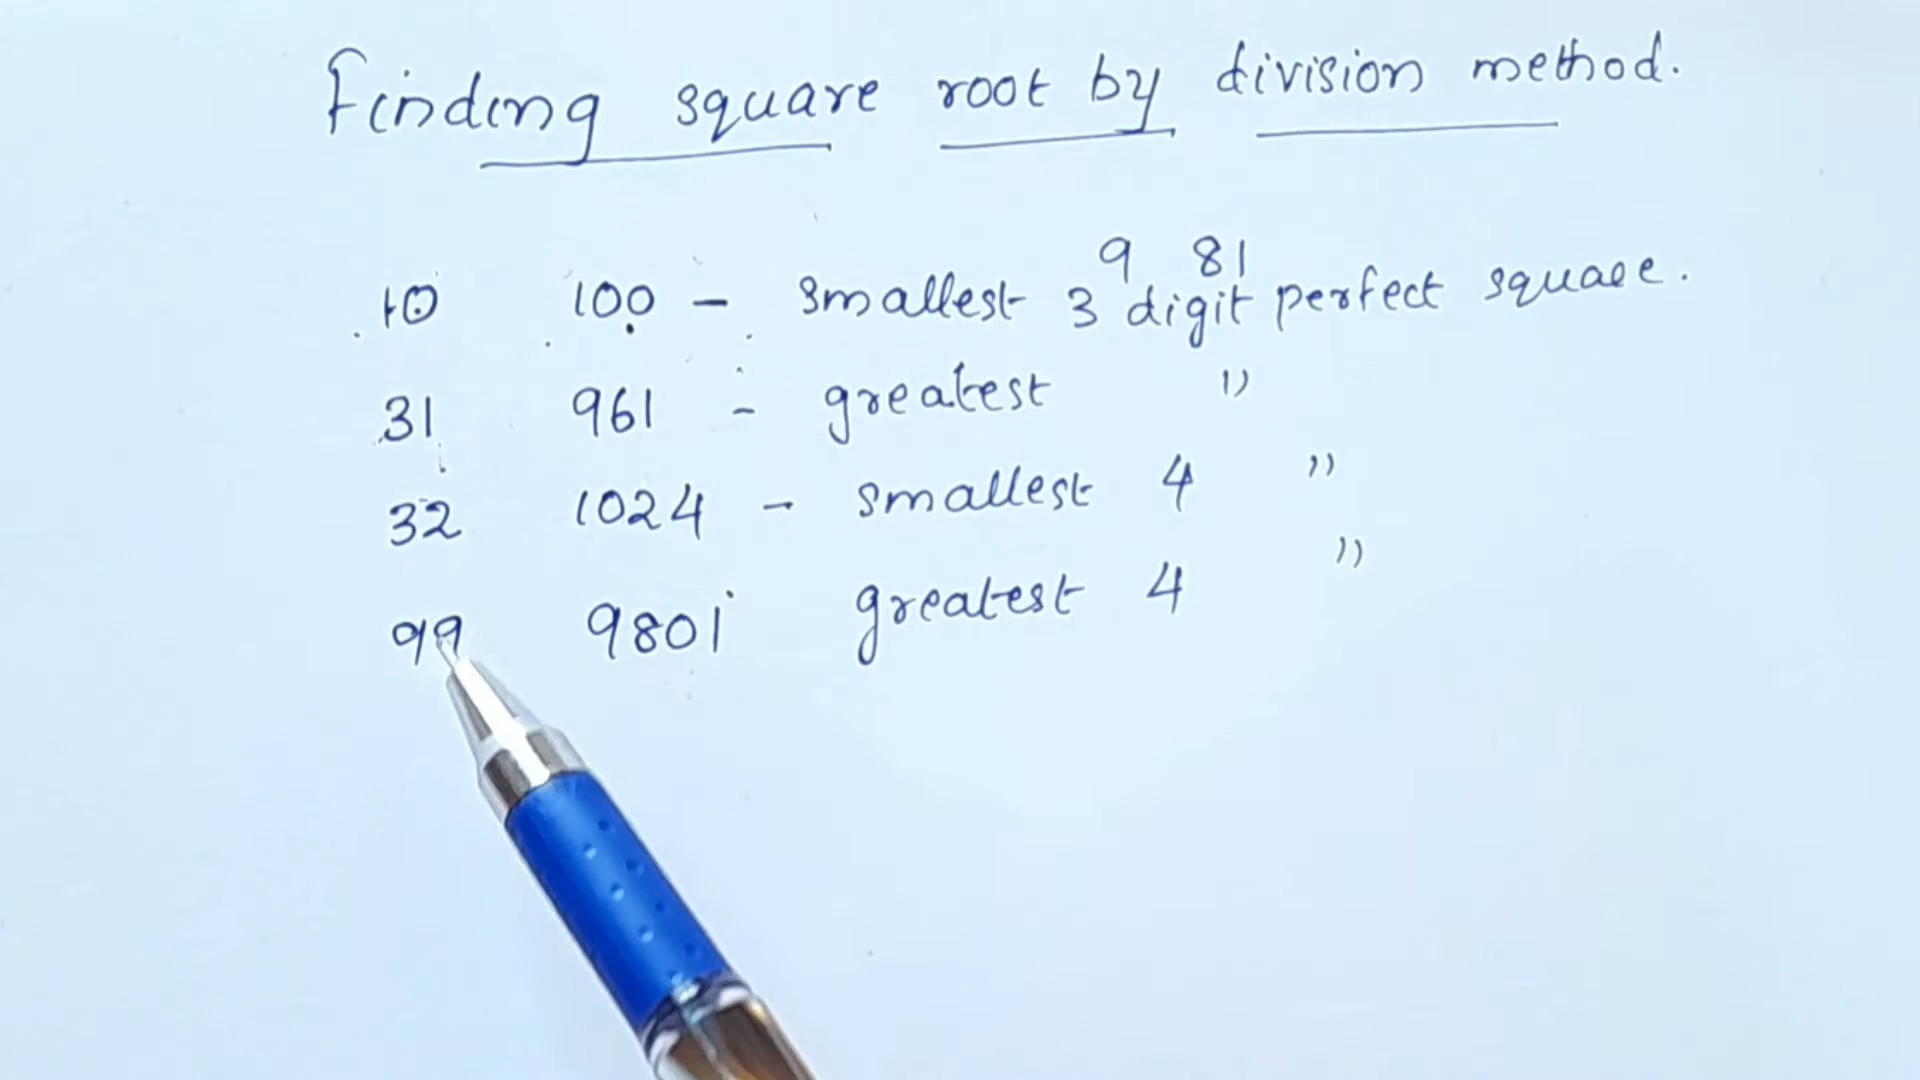 Finding square root by division method.
9 81
10 100 - smallest 3 digit perfect square.
31 961 - greatest "
32 1024 - smallest 4 "
99 9801 greatest 4 "